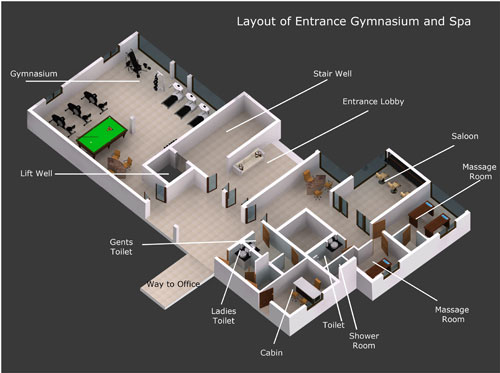 Layout of Entrance Gymnasium and Spa
Gymnasium
Stair Well
Entrance Lobby
Saloon
Massage
Room
Lift Well
Gents
Toilet
Way to Office
Ladies
Toilet
Cabin
Toilet
Shower
Room
Massage
Room